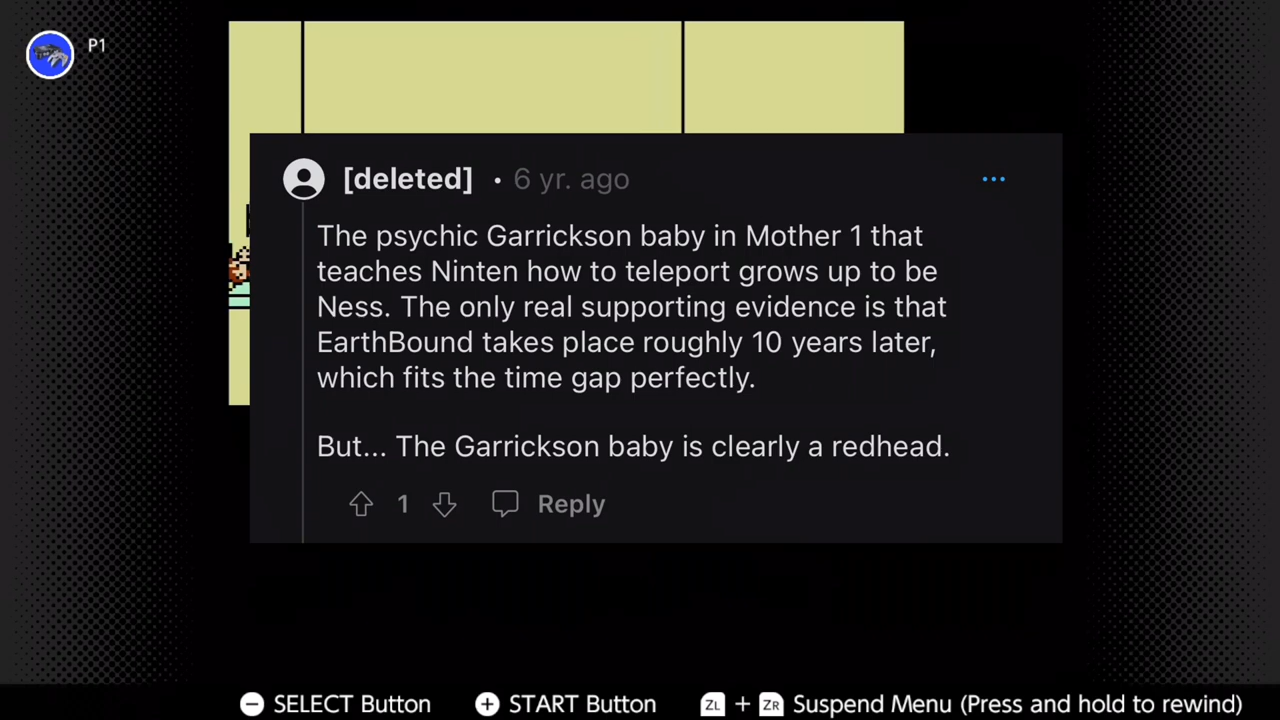 P1
[deleted] • 6 yr. ago
The psychic Garrickson baby in Mother 1 that
teaches Ninten how to teleport grows up to be
Ness. The only real supporting evidence is that
EarthBound takes place roughly 10 years later,
which fits the time gap perfectly.
But... The Garrickson baby is clearly a redhead.
1 Reply
SELECT Button START Button ZL + ZR Suspend Menu (Press and hold to rewind)